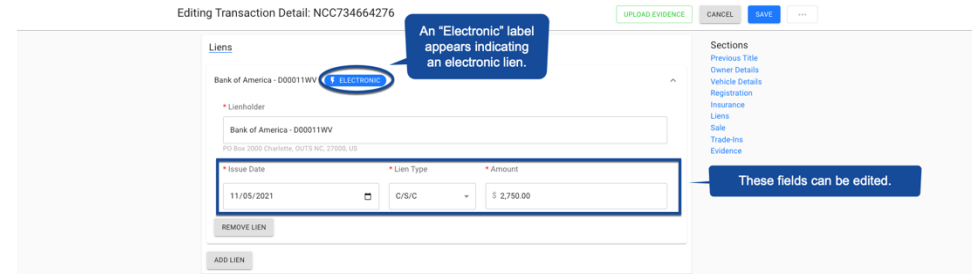 Editing Transaction Detail: NCC734664276
UPLOAD EVIDENCE
CANCEL
SAVE
...
An “Electronic” label
appears indicating
an electronic lien.
Liens
Bank of America - D00011WV
ELECTRONIC
* Lienholder
Bank of America - D00011WV
PO Box 2000 Charlotte, OUTS NC, 27000, US
* Issue Date
* Lien Type
* Amount
11/05/2021
C/S/C
$ 2,750.00
REMOVE LIEN
ADD LIEN
Sections
Previous Title
Owner Details
Vehicle Details
Registration
Insurance
Liens
Sale
Trade-Ins
Evidence
These fields can be edited.